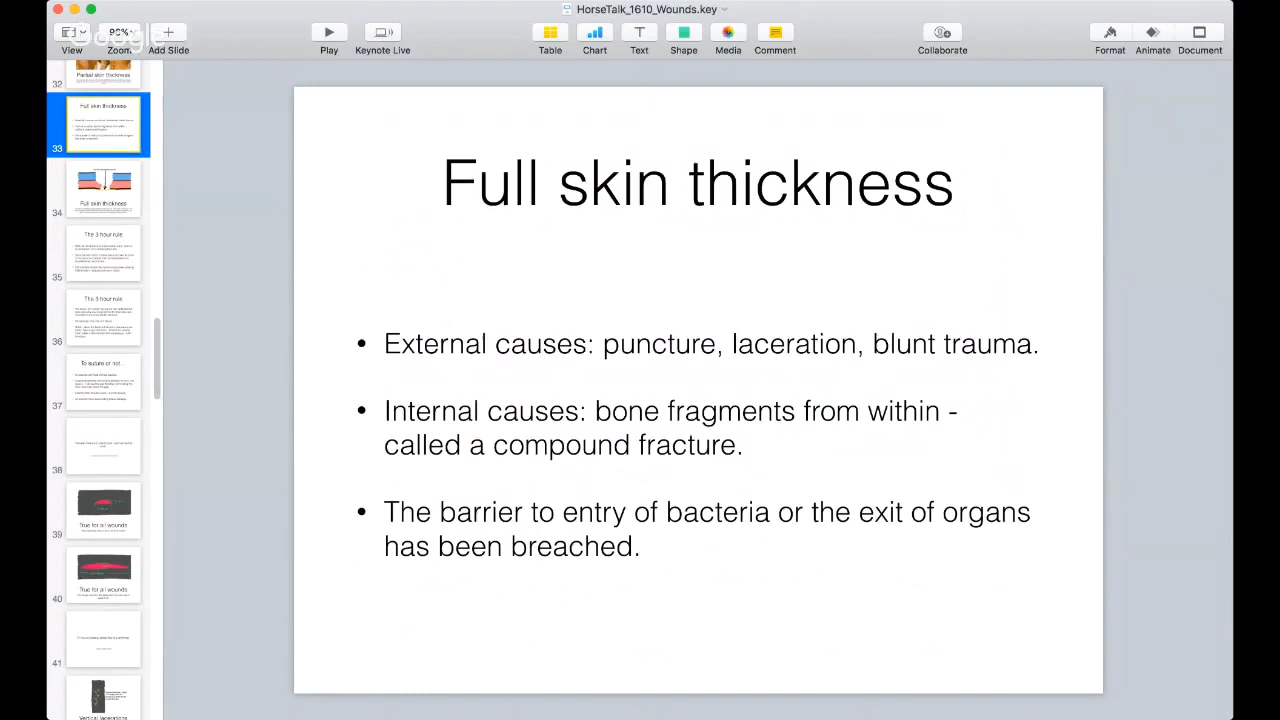 HorseTalk_1610_Wounds.key
90%
Google
View
Zoom
Add Slide
Play
Keynote Live
Table
Chart
Text
Shape
Media
Comment
Collaborate
Format
Animate
Document
Partial skin thickness
32
Full skin thickness
33
Full skin thickness
34
The 3 hour rule
35
The 3 hour rule
36
To suture or not...
37
38
True for all wounds
39
True for all wounds
40
41
Vertical lacerations
Full skin thickness
• External causes: puncture, laceration, blunt trauma.
• Internal causes: bone fragments from within -
called a compound fracture.
• The barrier to entry of bacteria or the exit of organs
has been breached.